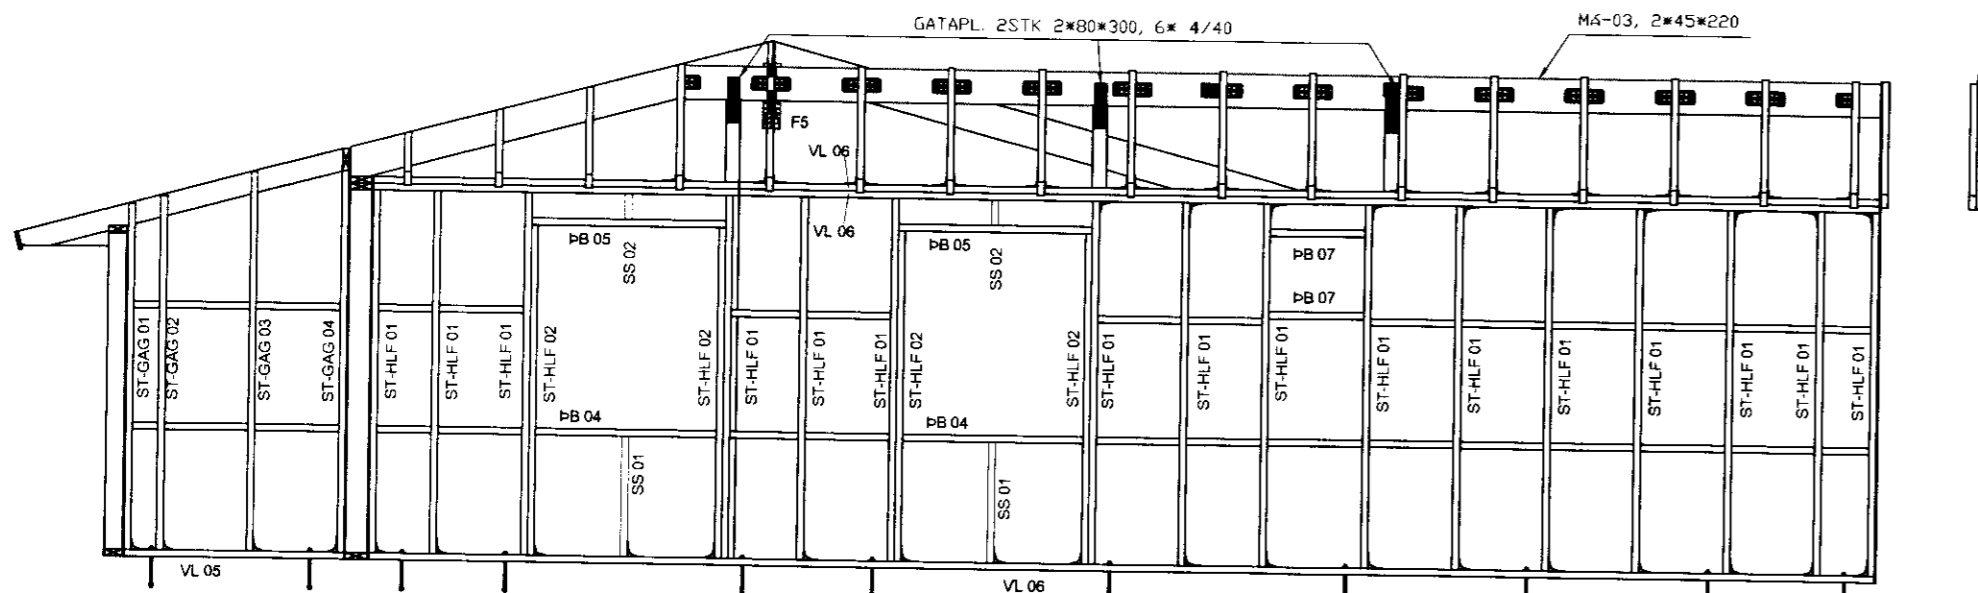 GATAPL. 2STK 2*80*300, 6* 4/40
MA-03, 2*45*220
F5
VL 06
VL 06
ÞB 05
SS 02
ÞB 05
SS 02
ÞB 07
ÞB 07
ST-GAG 01
ST-GAG 02
ST-GAG 03
ST-GAG 04
ST-HLF 01
ST-HLF 01
ST-HLF 01
ST-HLF 02
ST-HLF 02
ST-HLF 01
ST-HLF 01
ST-HLF 01
ST-HLF 02
ST-HLF 02
ST-HLF 01
ST-HLF 01
ST-HLF 01
ST-HLF 01
ST-HLF 01
ST-HLF 01
ST-HLF 01
ST-HLF 01
ST-HLF 01
ST-HLF 01
ÞB 04
ÞB 04
SS 01
SS 01
VL 05
VL 06